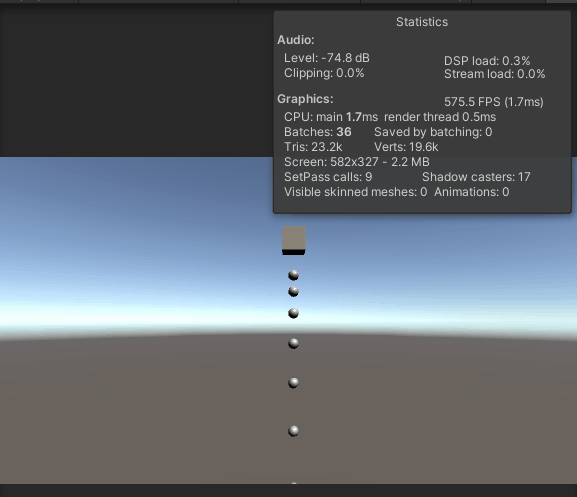 Statistics
Audio:
Level: -74.8 dB DSP load: 0.3%
Clipping: 0.0% Stream load: 0.0%
Graphics: 575.5 FPS (1.7ms)
CPU: main 1.7ms render thread 0.5ms
Batches: 36 Saved by batching: 0
Tris: 23.2k Verts: 19.6k
Screen: 582x327 - 2.2 MB
SetPass calls: 9 Shadow casters: 17
Visible skinned meshes: 0 Animations: 0